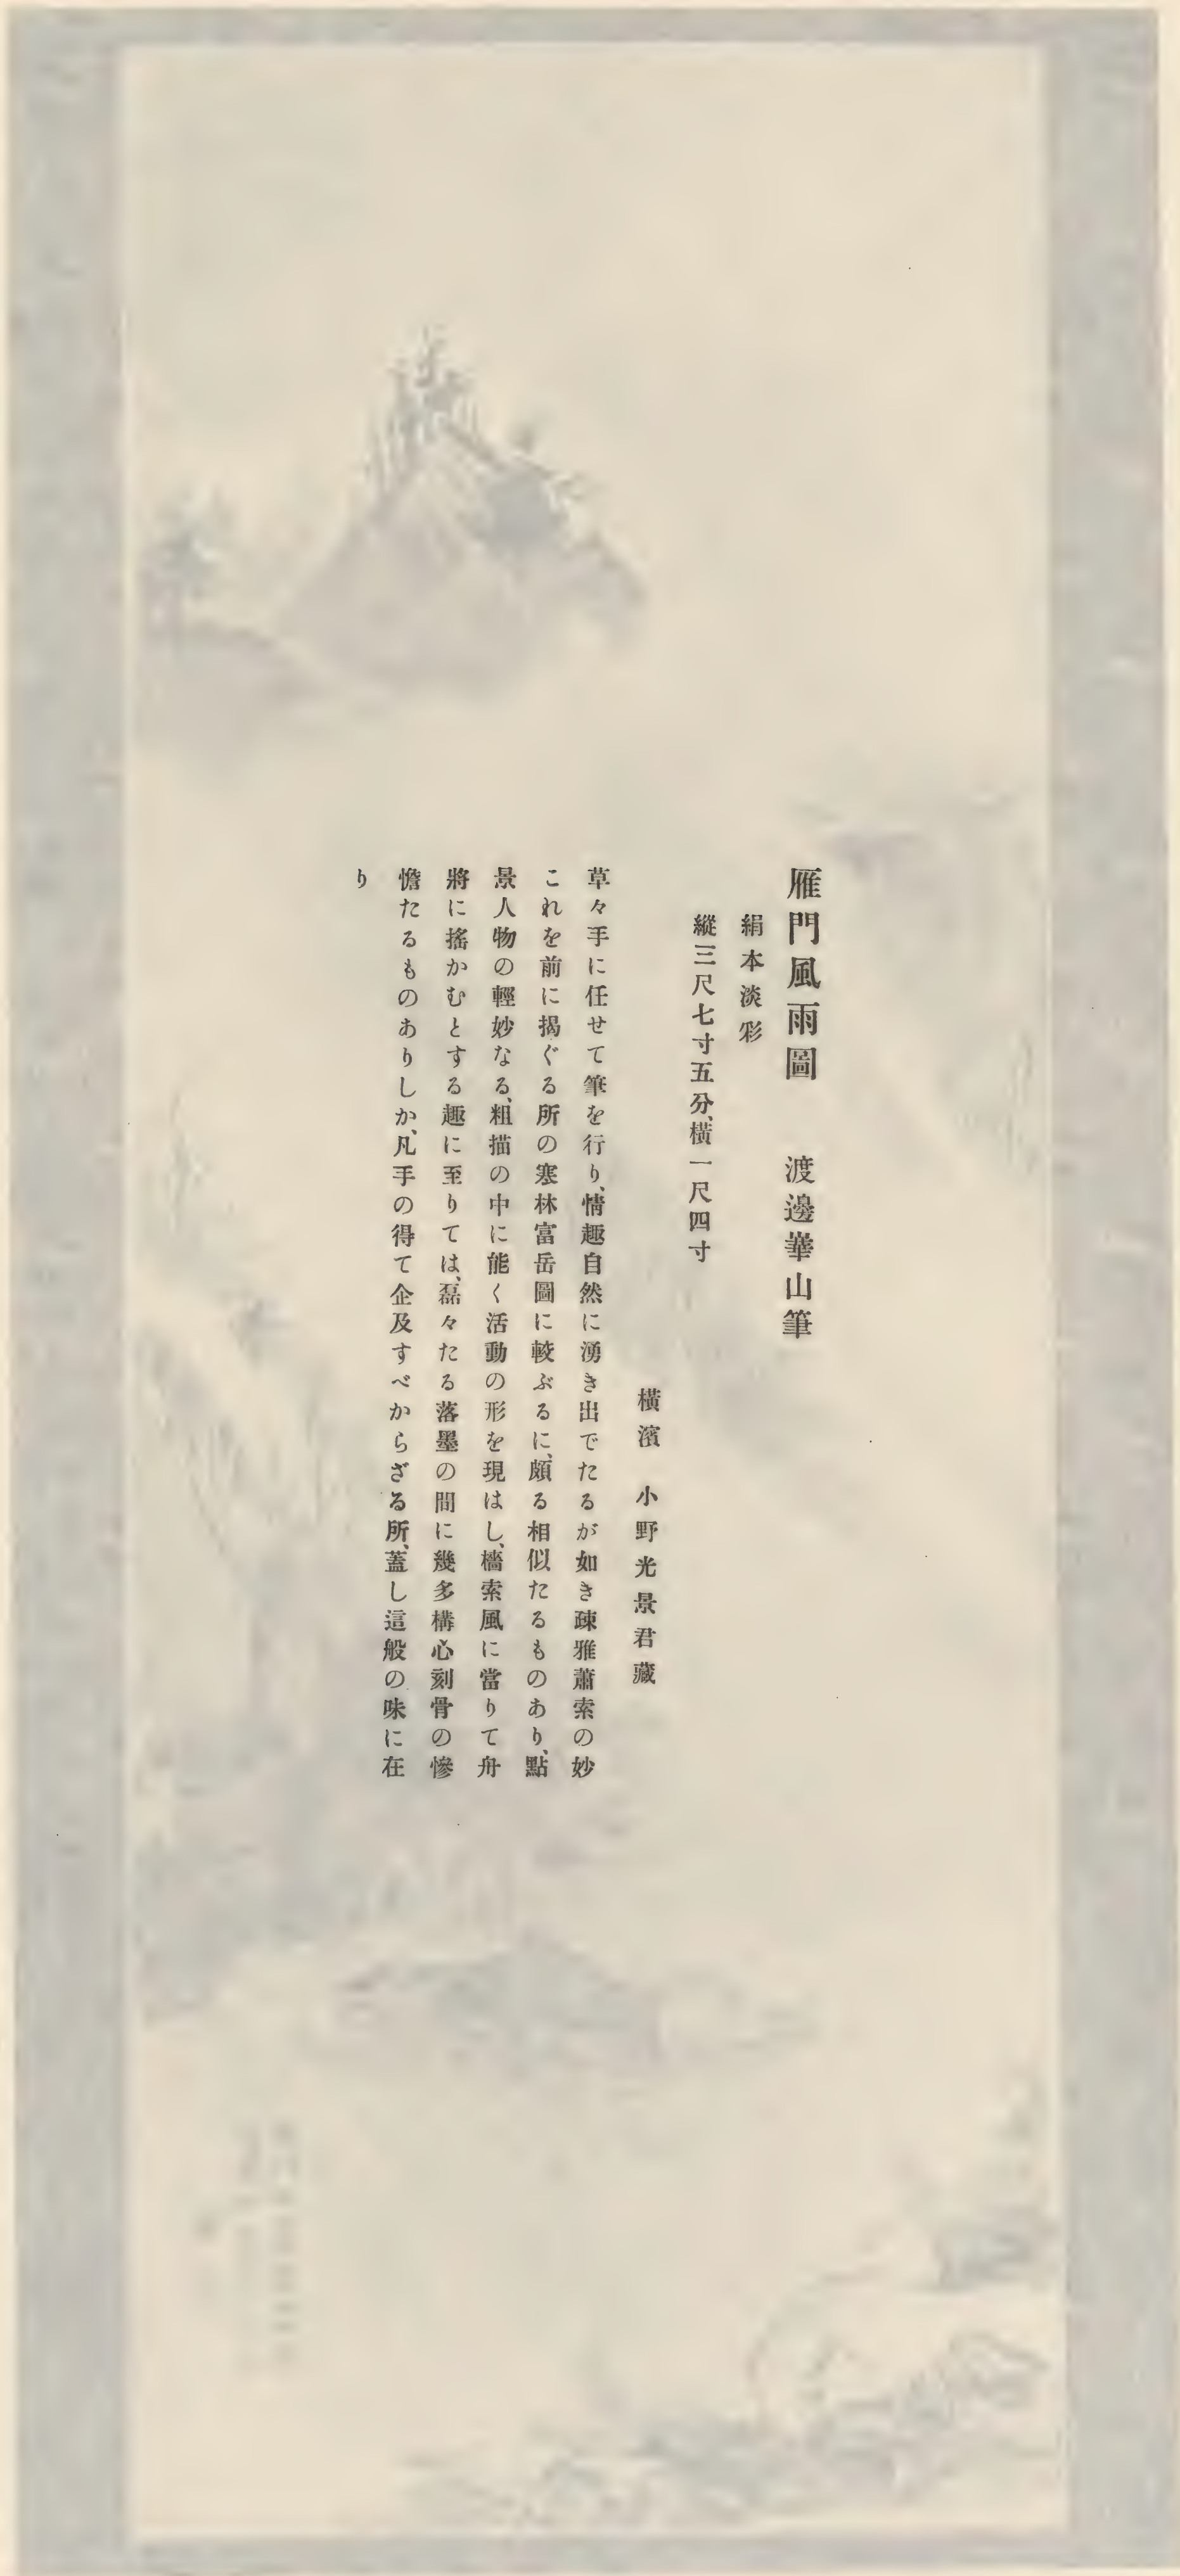 雁門風雨圖　渡邊華山筆
絹本淡彩
縱三尺七寸五分、橫一尺四寸
橫濱　小野光景君藏
草々手に任せて筆を行り、情趣自然に湧き出でたるが如き疎雅蕭索の妙
これを前に揭ぐる所の寒林富岳圖に較ぶるに、頗る相似たるものあり、點
景人物の輕妙なる、粗描の中に能く活動の形を現はし、檣索風に當りて舟
將に搖かむとする趣に至りては、磊々たる落墨の間に幾多構心刻骨の慘
憺たるものありしか、凡手の得て企及すべからざる所、蓋し這般の味に在
り